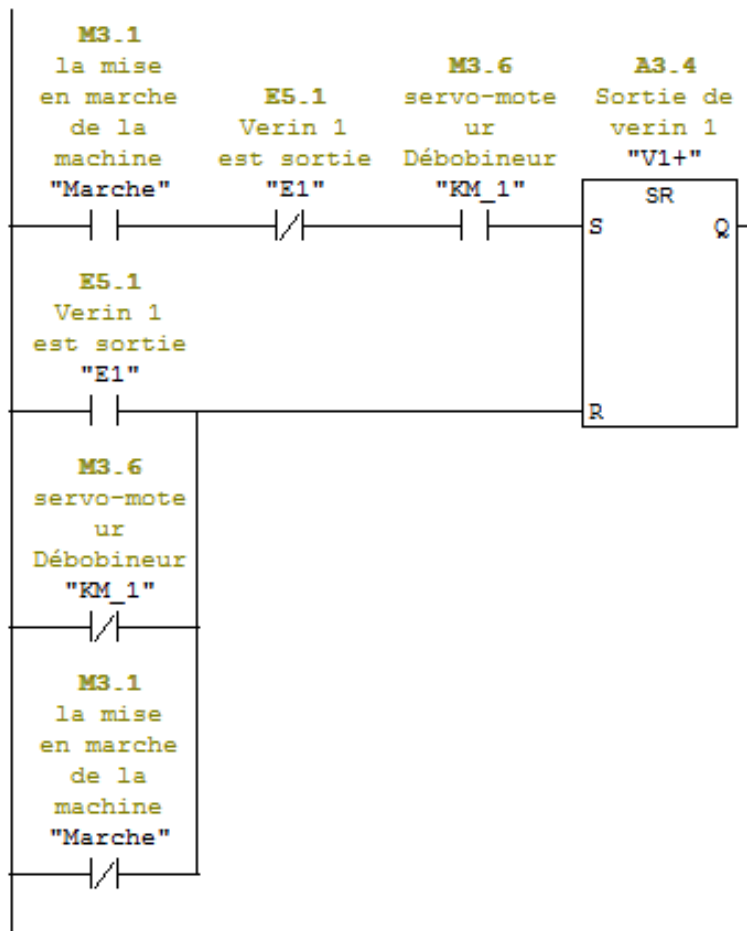 M3.1
la mise
en marche
de la
machine
"Marche"
E5.1
Verin 1
est sortie
"E1"
M3.6
servo-mote
ur
Débobineur
"KM_1"
A3.4
Sortie de
verin 1
"V1+"
SR
S
Q
E5.1
Verin 1
est sortie
"E1"
R
M3.6
servo-mote
ur
Débobineur
"KM_1"
M3.1
la mise
en marche
de la
machine
"Marche"